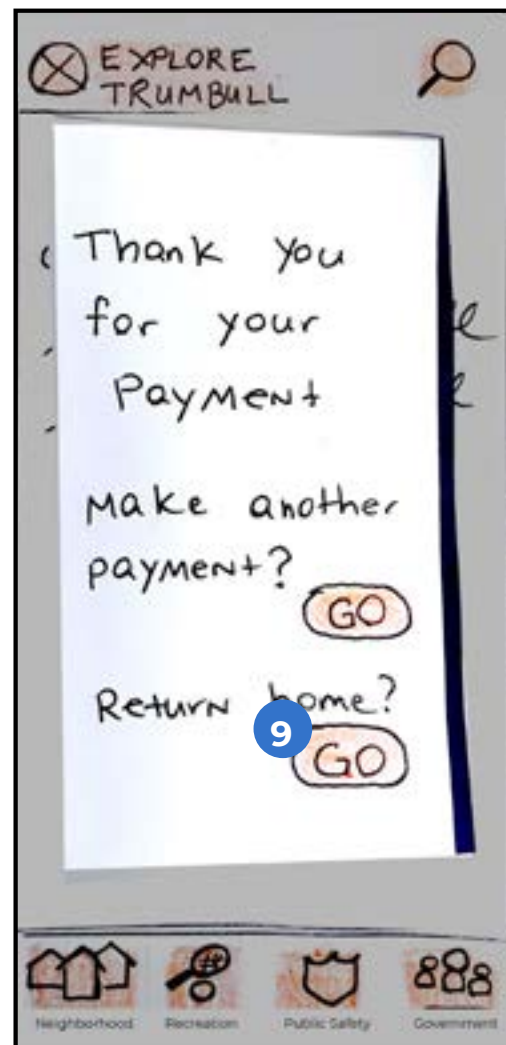 EXPLORE
TRUMBULL
Thank you
for your
Payment
Make another
payment?
GO
Return home?
9
GO
Neighborhood Recreation Public Safety Government